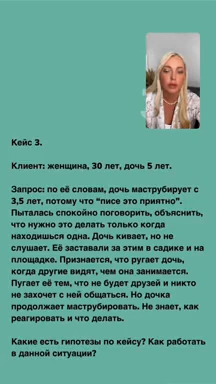 Кейс 3.
Клиент: женщина, 30 лет, дочь 5 лет.
Запрос: по её словам, дочь маструбирует с
3,5 лет, потому что “писе это приятно”.
Пыталась спокойно поговорить, объяснить,
что нужно это делать только когда
находишься одна. Дочь кивает, но не
слушает. Её заставали за этим в садике и на
площадке. Признается, что ругает дочь,
когда другие видят, чем она занимается.
Пугает её тем, что не будет друзей и никто
не захочет с ней общаться. Но дочка
продолжает маструбировать. Не знает, как
реагировать и что делать.
Какие есть гипотезы по кейсу? Как работать
в данной ситуации?